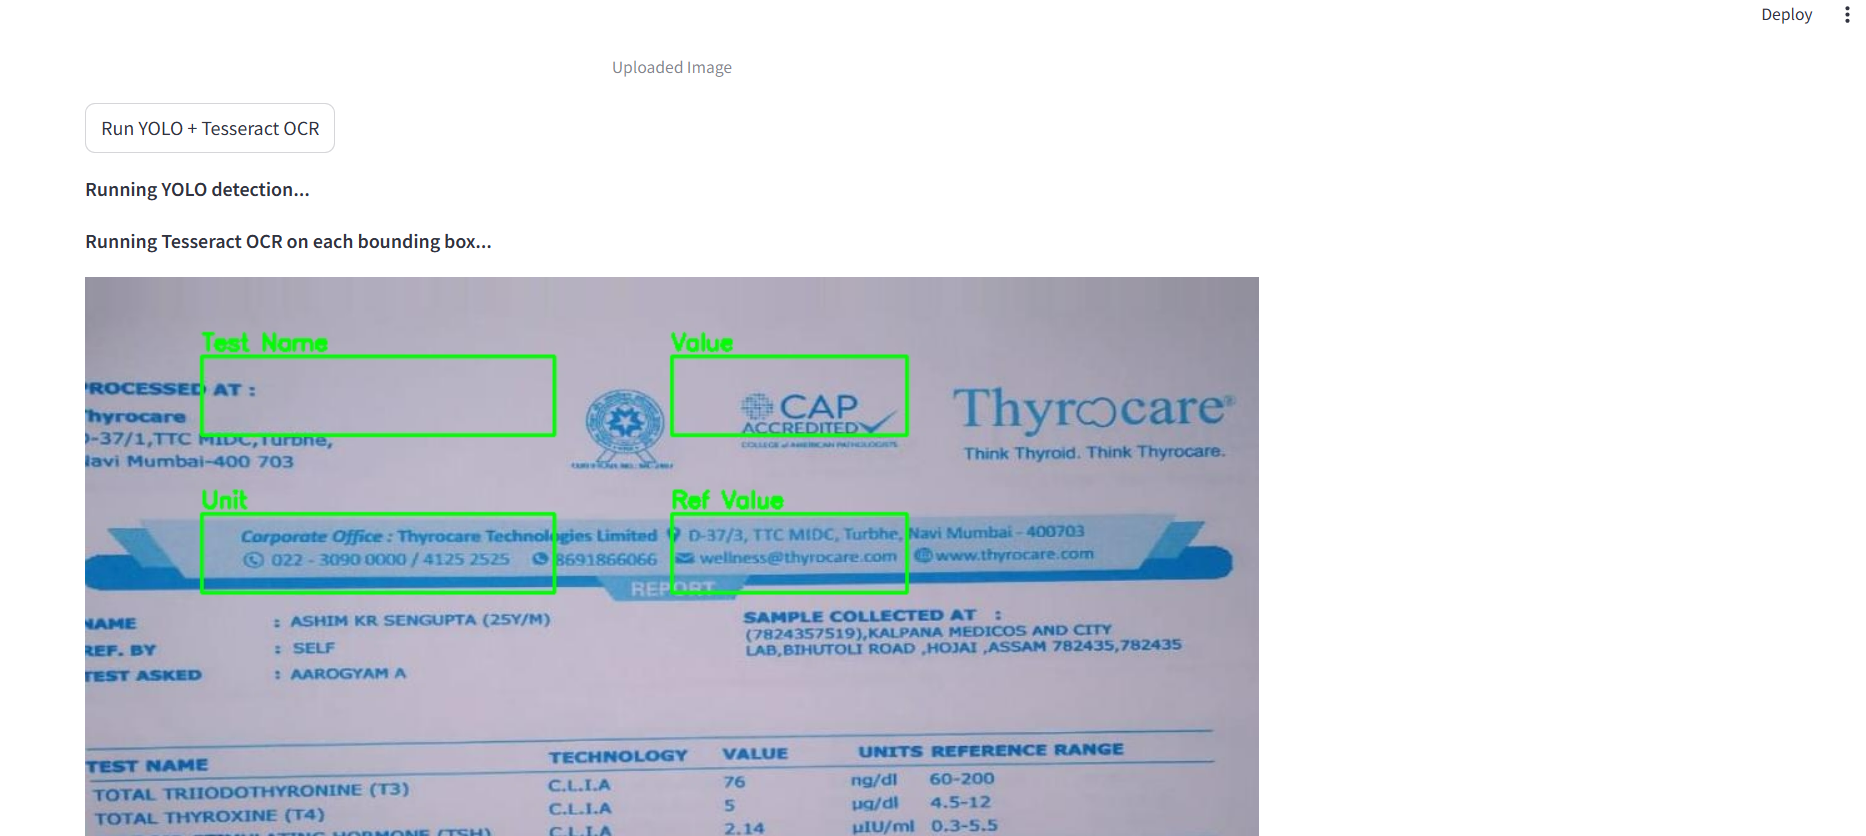 Deploy
Uploaded Image
Run YOLO + Tesseract OCR
Running YOLO detection...
Running Tesseract OCR on each bounding box...
Test Name
Value
ROCESSED AT :
hyrocare
-37/1,TTC MIDC,Turbhe,
Navi Mumbai-400 703
CAP
ACCREDITED
COLLEGE of AMERICAN PATHOLOGISTS
Thyrocare®
Think Thyroid. Think Thyrocare.
Unit
Ref Value
Corporate Office : Thyrocare Technologies Limited D-37/3, TTC MIDC, Turbhe, Navi Mumbai - 400703
022 - 3090 0000 / 4125 2525 8691866066 wellness@thyrocare.com www.thyrocare.com
REPORT
NAME : ASHIM KR SENGUPTA (25Y/M)
REF. BY : SELF
TEST ASKED : AAROGYAM A
SAMPLE COLLECTED AT :
(7824357519),KALPANA MEDICOS AND CITY
LAB,BIHUTOLI ROAD ,HOJAI ,ASSAM 782435,782435
TEST NAME TECHNOLOGY VALUE UNITS REFERENCE RANGE
TOTAL TRIIODOTHYRONINE (T3) C.L.I.A 76 ng/dl 60-200
TOTAL THYROXINE (T4) C.L.I.A 5 µg/dl 4.5-12
HORMONE (TSH) C.L.I.A 2.14 µIU/ml 0.3-5.5